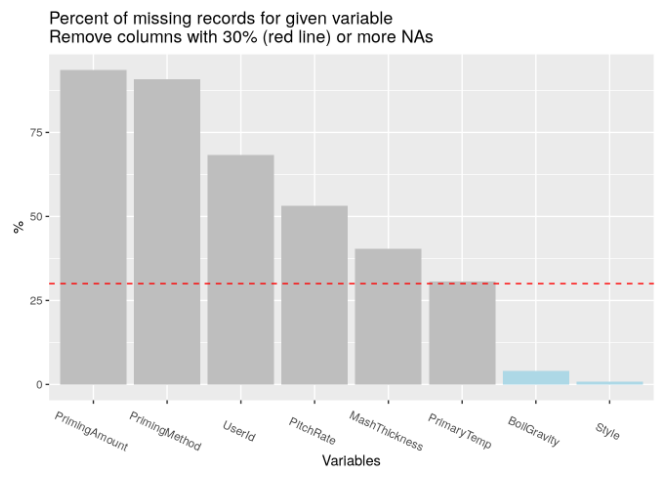 Percent of missing records for given variable
Remove columns with 30% (red line) or more NAs
75
50
25
0
%
PrimingAmount
PrimingMethod
UserId
PitchRate
MashThickness
PrimaryTemp
BoilGravity
Style
Variables